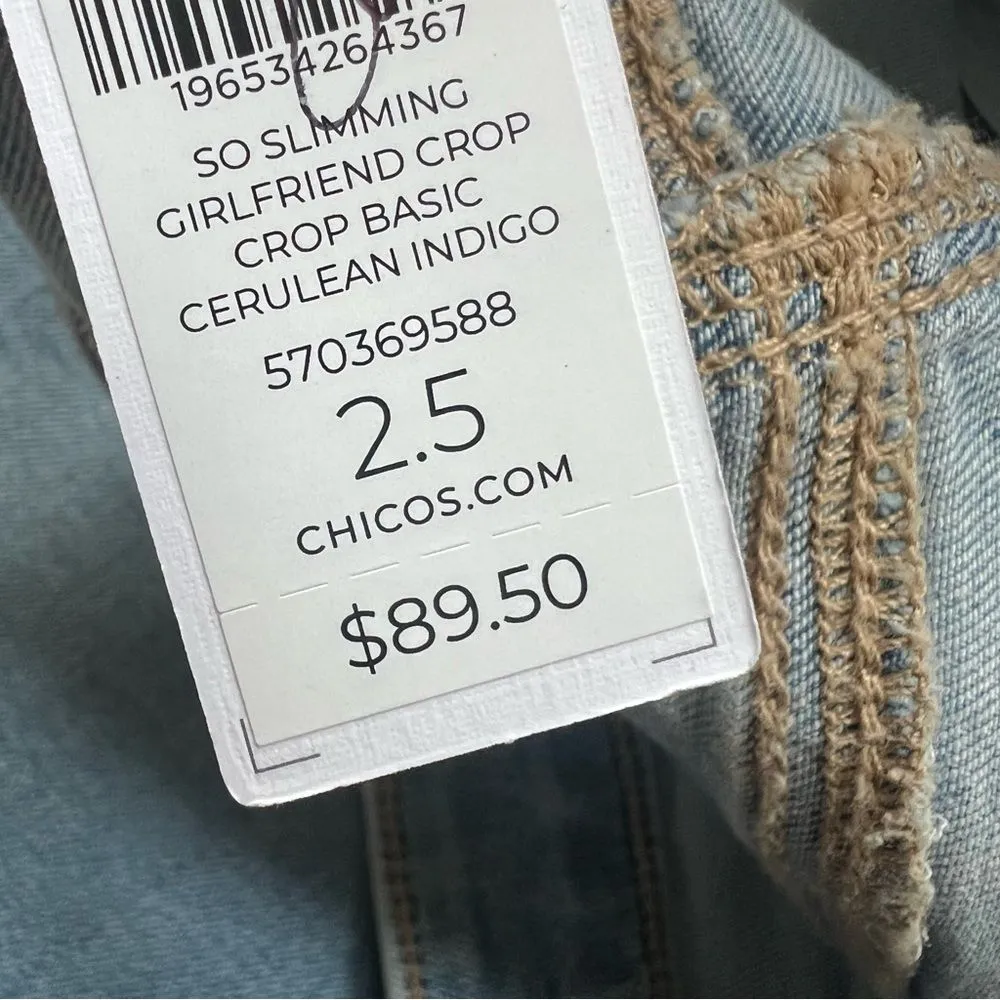 196534264367
SO SLIMMING
GIRLFRIEND CROP
CROP BASIC
CERULEAN INDIGO
570369588
2.5
CHICOS.COM
$89.50